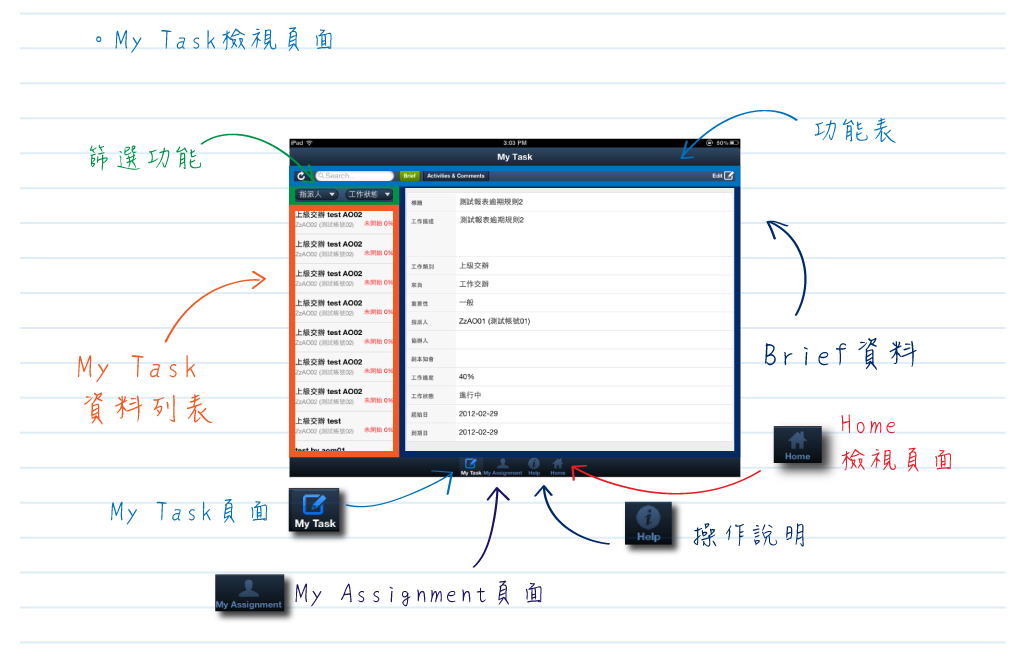 。My Task檢視頁面
功能表
篩選功能
iPad
3:03 PM
50%
My Task
Search...
Brief
Activities & Comments
Edit
指派人
工作狀態
上級交辦 test AO02
ZzAO02 (測試帳號02)
未開始 0%
上級交辦 test AO02
ZzAO02 (測試帳號02)
未開始 0%
上級交辦 test AO02
ZzAO02 (測試帳號02)
未開始 0%
上級交辦 test AO02
ZzAO02 (測試帳號02)
未開始 0%
上級交辦 test AO02
ZzAO02 (測試帳號02)
未開始 0%
上級交辦 test AO02
ZzAO02 (測試帳號02)
未開始 0%
上級交辦 test AO02
ZzAO02 (測試帳號02)
未開始 0%
上級交辦 test
ZzAO02 (測試帳號02)
未開始 0%
test by aom01
標題 測試報表逾期規則2
工作描述 測試報表逾期規則2
工作類別 上級交辦
來自 工作交辦
重要性 一般
指派人 ZzAO01 (測試帳號01)
協辦人
副本知會
工作進度 40%
工作狀態 進行中
起始日 2012-02-29
到期日 2012-02-29
My Task
My Assignment
Help
Home
My Task
資料列表
Brief資料
Home
Home
檢視頁面
My Task頁面
My Task
Help
操作說明
My Assignment
My Assignment頁面